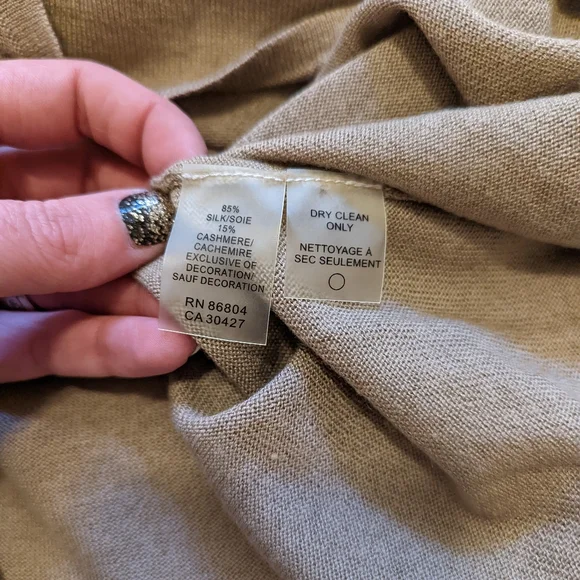 85%
SILK/SOIE
15%
CASHMERE/
CACHEMIRE
EXCLUSIVE OF
DECORATION/
SAUF DECORATION
RN 86804
CA 30427
DRY CLEAN
ONLY
NETTOYAGE À
SEC SEULEMENT